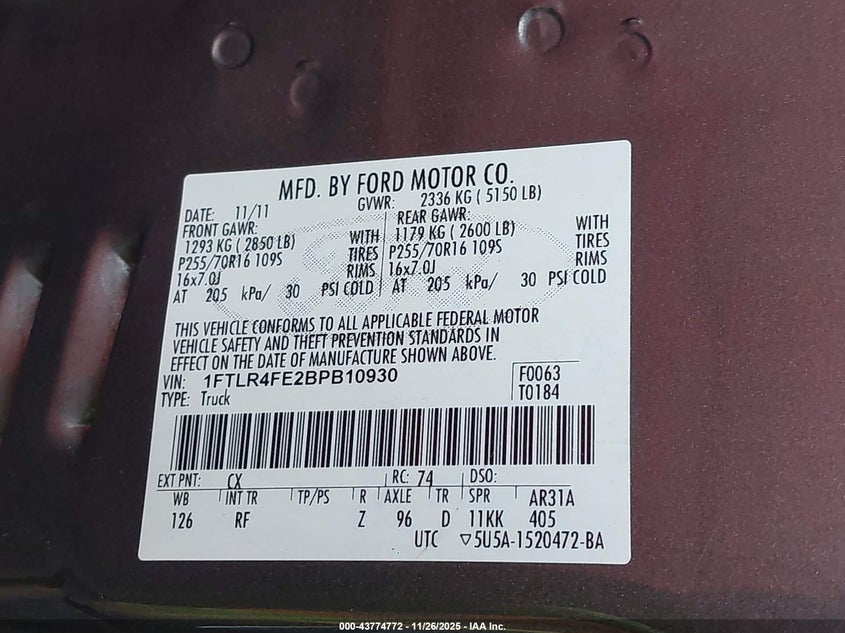 MFD. BY FORD MOTOR CO.
DATE: 11/11 GVWR: 2336 KG ( 5150 LB)
FRONT GAWR: REAR GAWR:
1293 KG ( 2850 LB) WITH 1179 KG ( 2600 LB) WITH
P255/70R16 109S TIRES P255/70R16 109S TIRES
16x7.0J RIMS 16x7.0J RIMS
AT 205 kPa/ 30 PSI COLD AT 205 kPa/ 30 PSI COLD
THIS VEHICLE CONFORMS TO ALL APPLICABLE FEDERAL MOTOR
VEHICLE SAFETY AND THEFT PREVENTION STANDARDS IN
EFFECT ON THE DATE OF MANUFACTURE SHOWN ABOVE.
VIN: 1FTLR4FE2BPB10930 F0063
TYPE: Truck T0184
EXT PNT: CX RC: 74 DSO:
WB INT TR TP/PS R AXLE TR SPR AR31A
126 RF Z 96 D 11KK 405
UTC ▽5U5A-1520472-BA
000-43774772 - 11/26/2025 - IAA Inc.